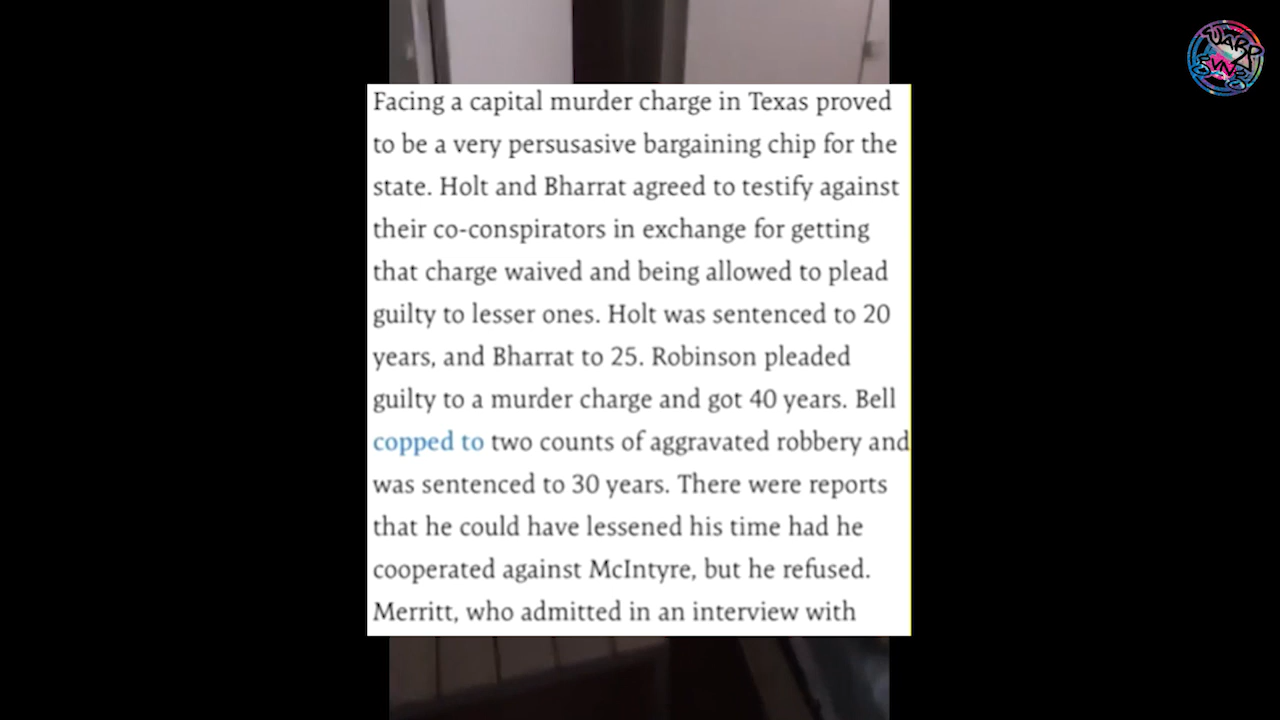 Facing a capital murder charge in Texas proved
to be a very persusasive bargaining chip for the
state. Holt and Bharrat agreed to testify against
their co-conspirators in exchange for getting
that charge waived and being allowed to plead
guilty to lesser ones. Holt was sentenced to 20
years, and Bharrat to 25. Robinson pleaded
guilty to a murder charge and got 40 years. Bell
copped to two counts of aggravated robbery and
was sentenced to 30 years. There were reports
that he could have lessened his time had he
cooperated against McIntyre, but he refused.
Merritt, who admitted in an interview with